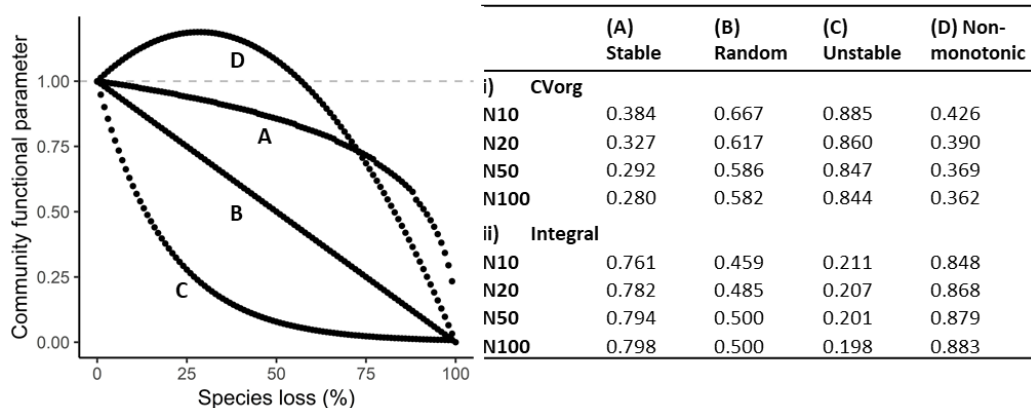 Community functional parameter
1.00
0.75
0.50
0.25
0.00
D
A
B
C
0 25 50 75 100
Species loss (%)
(A) (B) (C) (D) Non-
Stable Random Unstable monotonic
i) CVorg
N10 0.384 0.667 0.885 0.426
N20 0.327 0.617 0.860 0.390
N50 0.292 0.586 0.847 0.369
N100 0.280 0.582 0.844 0.362
ii) Integral
N10 0.761 0.459 0.211 0.848
N20 0.782 0.485 0.207 0.868
N50 0.794 0.500 0.201 0.879
N100 0.798 0.500 0.198 0.883